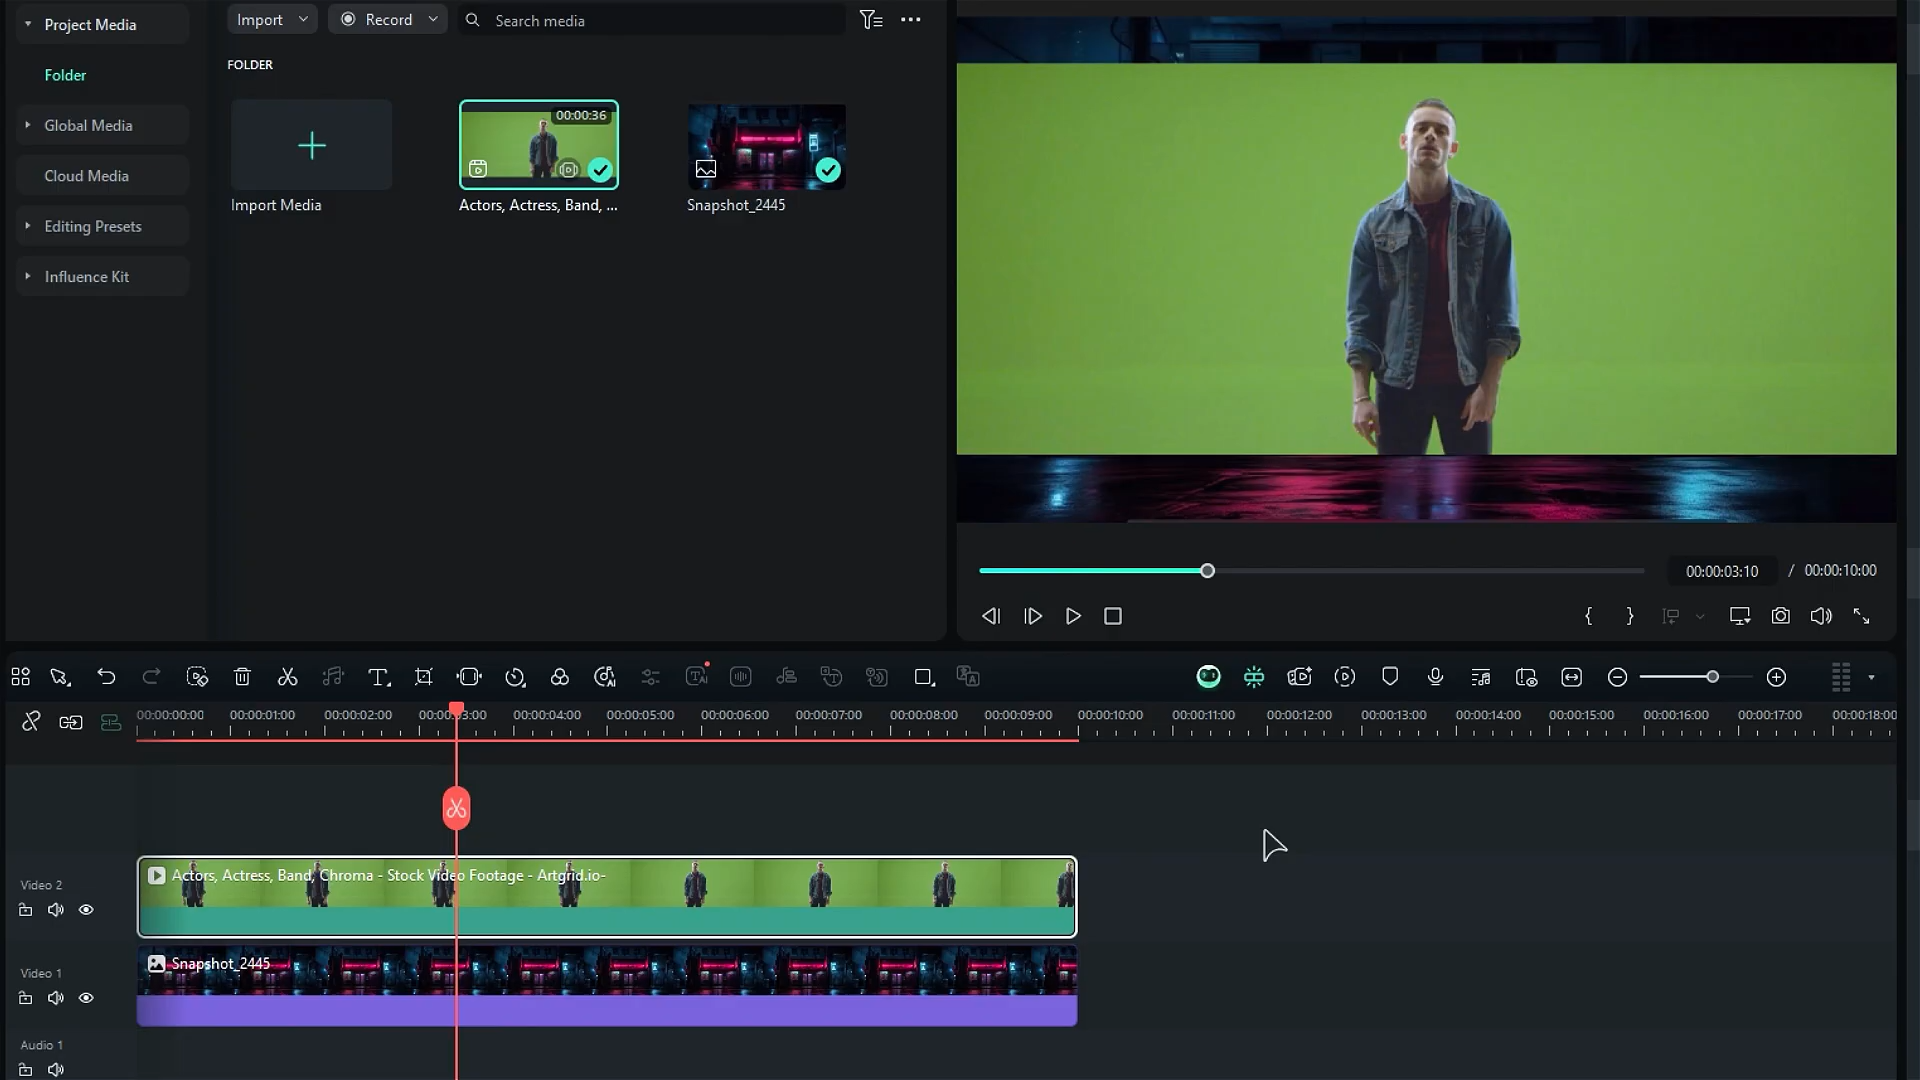 Project Media
Import
Record
Search media
Folder
FOLDER
Global Media
Cloud Media
Editing Presets
Influence Kit
00:00:36
Import Media
Actors, Actress, Band, ...
Snapshot_2445
00:00:03:10 / 00:00:10:00
00:00:00:00
00:00:01:00
00:00:02:00
00:00:03:00
00:00:04:00
00:00:05:00
00:00:06:00
00:00:07:00
00:00:08:00
00:00:09:00
00:00:10:00
00:00:11:00
00:00:12:00
00:00:13:00
00:00:14:00
00:00:15:00
00:00:16:00
00:00:17:00
00:00:18:00
Video 2
Actors, Actress, Band, Chroma - Stock Video Footage - Artgrid.io-
Video 1
Snapshot_2445
Audio 1